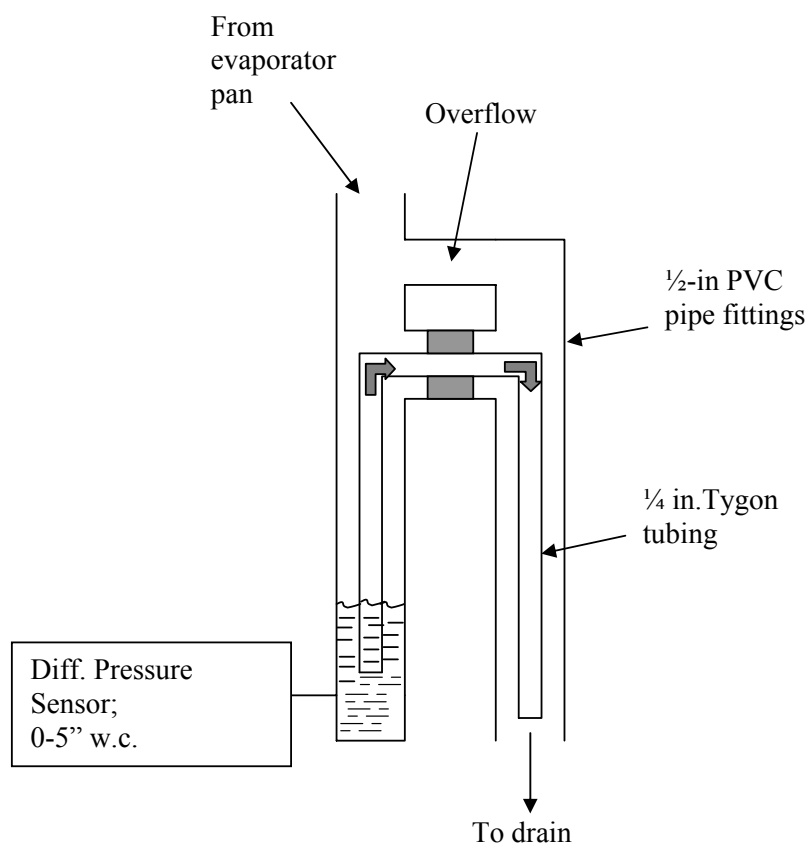 From
evaporator
pan
Overflow
½-in PVC
pipe fittings
¼ in.Tygon
tubing
Diff. Pressure
Sensor;
0-5” w.c.
To drain